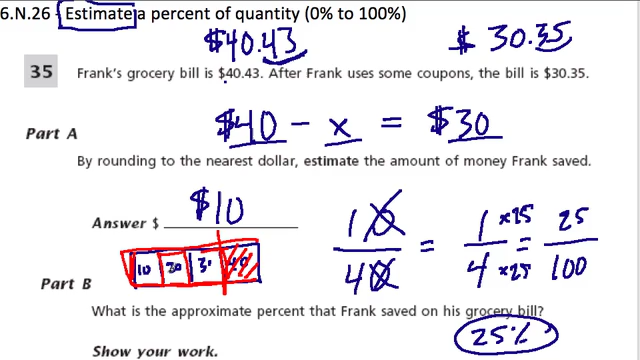 6.N.26 - Estimate a percent of quantity (0% to 100%)
$40.43 $30.35
35 Frank's grocery bill is $40.43. After Frank uses some coupons, the bill is $30.35.
$40 - x = $30
Part A
By rounding to the nearest dollar, estimate the amount of money Frank saved.
$10
Answer $
10/40 = 1/4 ×25/×25 = 25/100
10 20 30 40
Part B
What is the approximate percent that Frank saved on his grocery bill?
25%
Show your work.